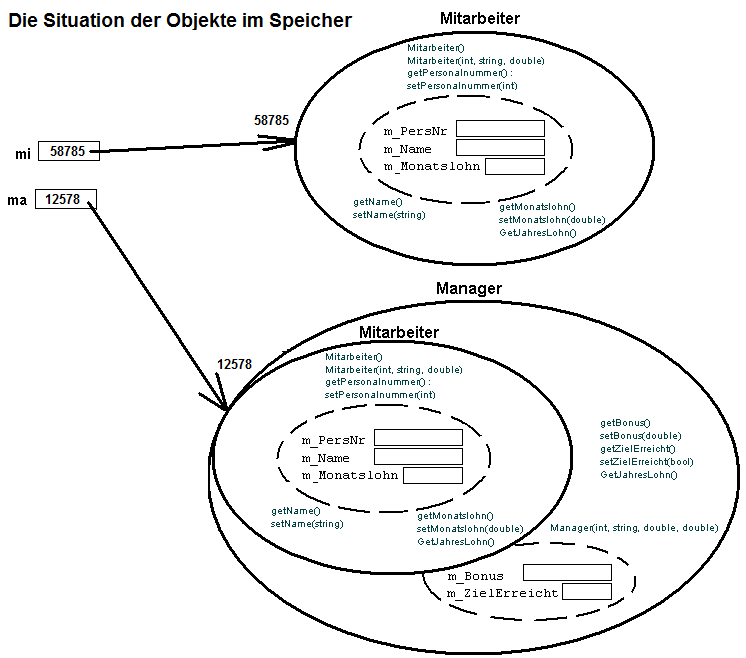 Die Situation der Objekte im Speicher
Mitarbeiter
Mitarbeiter()
Mitarbeiter(int, string, double)
getPersonalnummer() :
setPersonalnummer(int)
58785
m_PersNr
m_Name
m_Monatslohn
mi 58785
ma 12578
getName()
setName(string)
getMonatslohn()
setMonatslohn(double)
GetJahresLohn()
Manager
Mitarbeiter
12578
Mitarbeiter()
Mitarbeiter(int, string, double)
getPersonalnummer() :
setPersonalnummer(int)
m_PersNr
m_Name
m_Monatslohn
getName()
setName(string)
getMonatslohn()
setMonatslohn(double)
GetJahresLohn()
getBonus()
setBonus(double)
getZielErreicht()
setZielErreicht(bool)
GetJahresLohn()
Manager(int, string, double, double)
m_Bonus
m_ZielErreicht